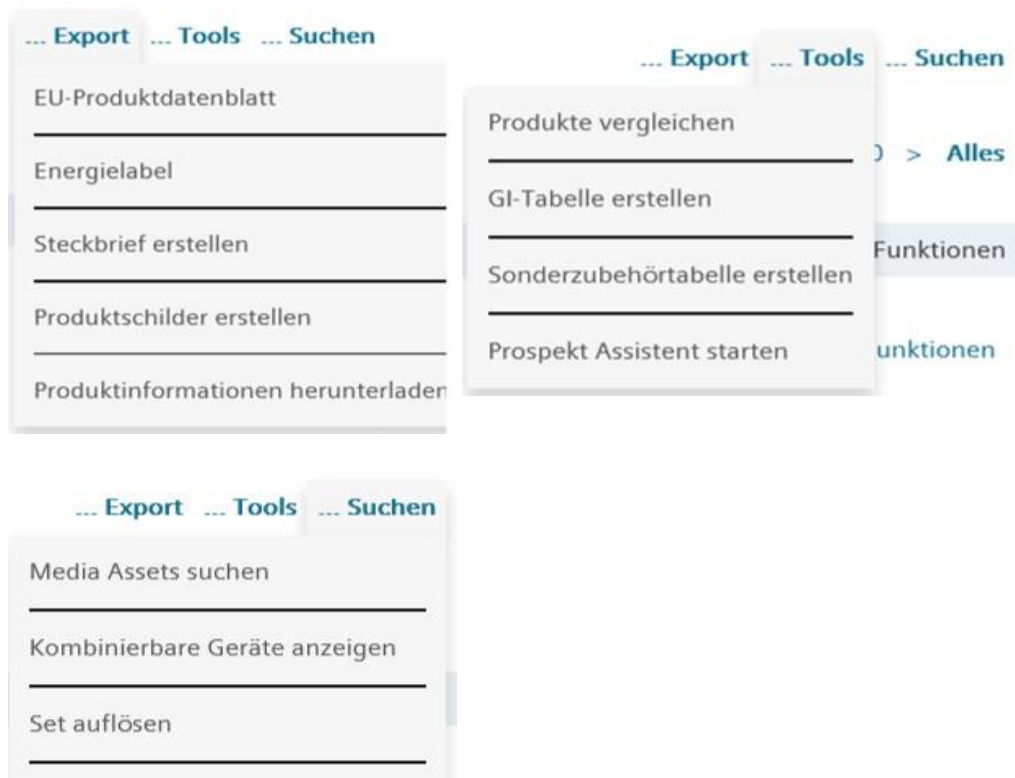 ... Export ... Tools ... Suchen
EU-Produktdatenblatt
Energielabel
Steckbrief erstellen
Produktschilder erstellen
Produktinformationen herunterladen
... Export ... Tools ... Suchen
Produkte vergleichen
> Alles
GI-Tabelle erstellen
Funktionen
Sonderzubehörtabelle erstellen
Prospekt Assistent starten
unktionen
... Export ... Tools ... Suchen
Media Assets suchen
Kombinierbare Geräte anzeigen
Set auflösen